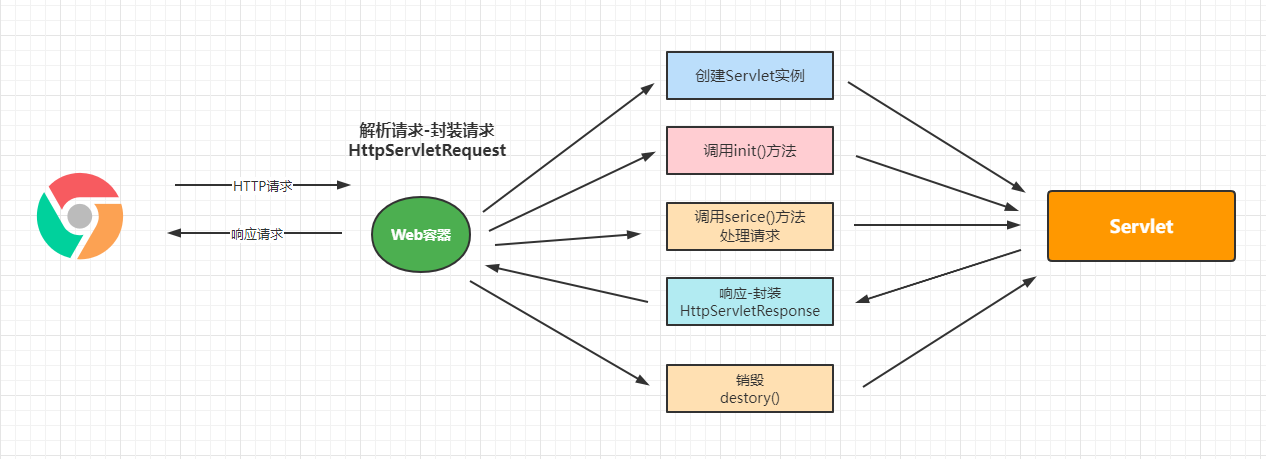 解析请求-封装请求
HttpServletRequest
HTTP请求
响应请求
Web容器
创建Servlet实例
调用init()方法
调用serice()方法
处理请求
响应-封装
HttpServletResponse
销毁
destory()
Servlet